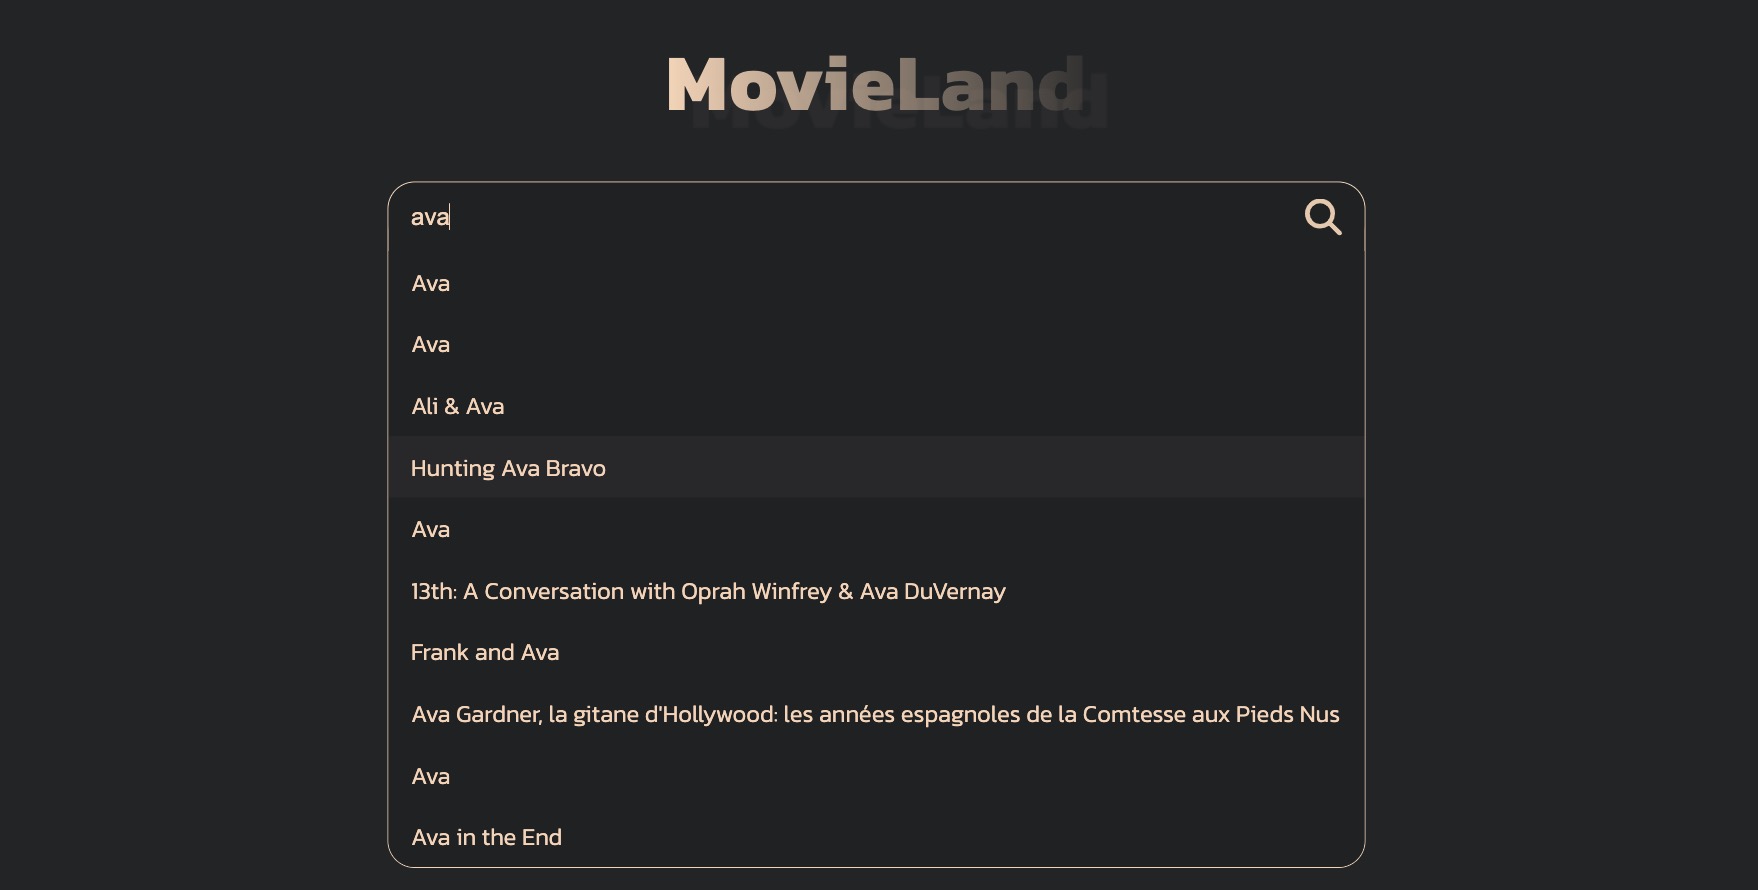 MovieLand
ava
Ava
Ava
Ali & Ava
Hunting Ava Bravo
Ava
13th: A Conversation with Oprah Winfrey & Ava DuVernay
Frank and Ava
Ava Gardner, la gitane d'Hollywood: les années espagnoles de la Comtesse aux Pieds Nus
Ava
Ava in the End